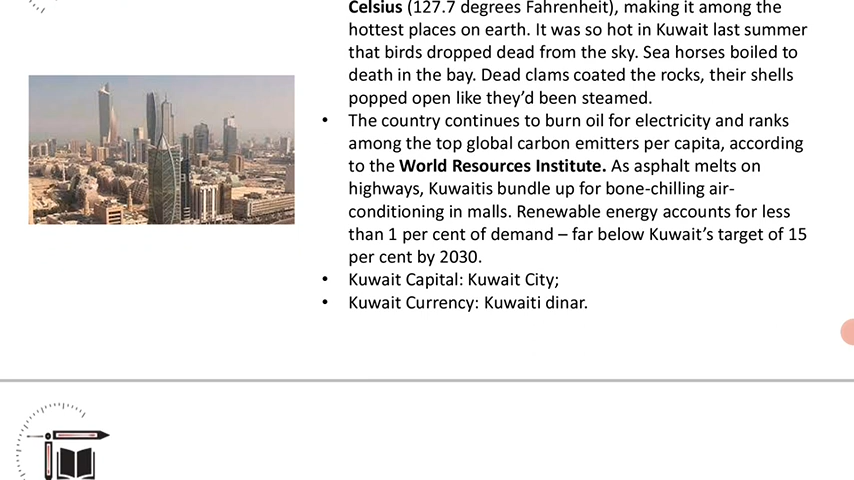 Celsius (127.7 degrees Fahrenheit), making it among the
hottest places on earth. It was so hot in Kuwait last summer
that birds dropped dead from the sky. Sea horses boiled to
death in the bay. Dead clams coated the rocks, their shells
popped open like they’d been steamed.
• The country continues to burn oil for electricity and ranks
among the top global carbon emitters per capita, according
to the World Resources Institute. As asphalt melts on
highways, Kuwaitis bundle up for bone-chilling air-
conditioning in malls. Renewable energy accounts for less
than 1 per cent of demand – far below Kuwait’s target of 15
per cent by 2030.
• Kuwait Capital: Kuwait City;
• Kuwait Currency: Kuwaiti dinar.